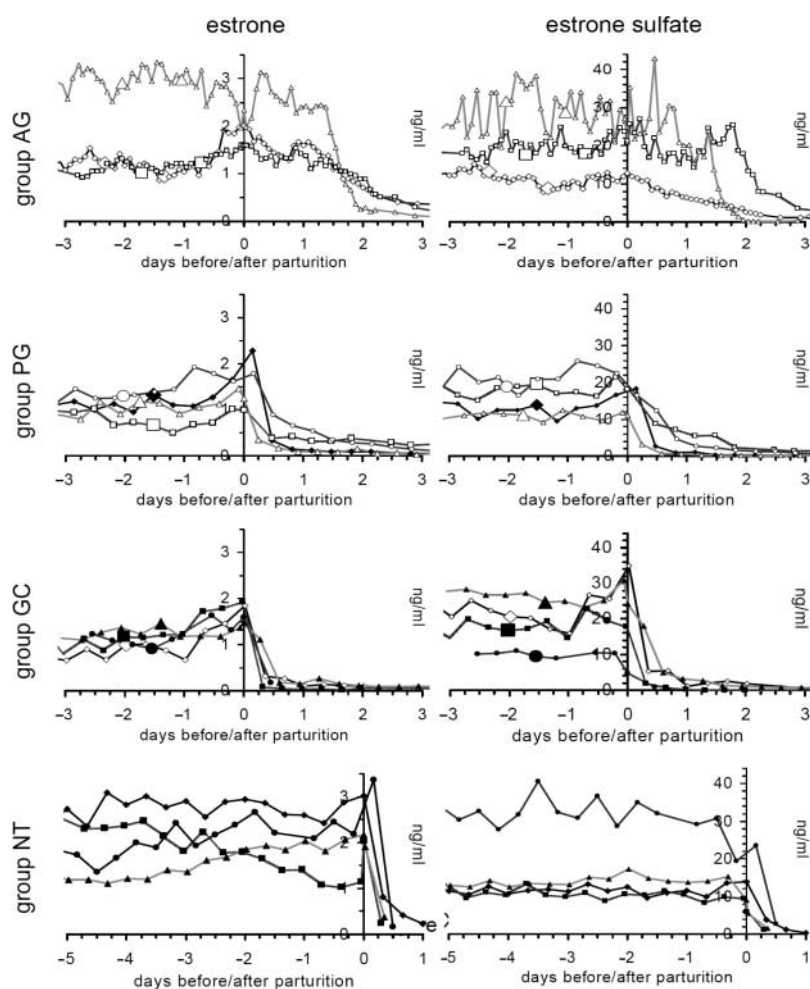 estrone estrone sulfate
group AG
3
2
1
0
ng/ml
40
30
20
10
0
ng/ml
−3 −2 −1 0 1 2 3
days before/after parturition
−3 −2 −1 0 1 2 3
days before/after parturition
group PG
3
2
1
0
ng/ml
40
30
20
10
0
ng/ml
−3 −2 −1 0 1 2 3
days before/after parturition
−3 −2 −1 0 1 2 3
days before/after parturition
group GC
3
2
1
0
ng/ml
40
30
20
10
0
ng/ml
−3 −2 −1 0 1 2 3
days before/after parturition
−3 −2 −1 0 1 2 3
days before/after parturition
group NT
3
2
1
0
ng/ml
40
30
20
10
0
ng/ml
−5 −4 −3 −2 −1 0 1
days before/after parturition
−5 −4 −3 −2 −1 0 1
days before/after parturition